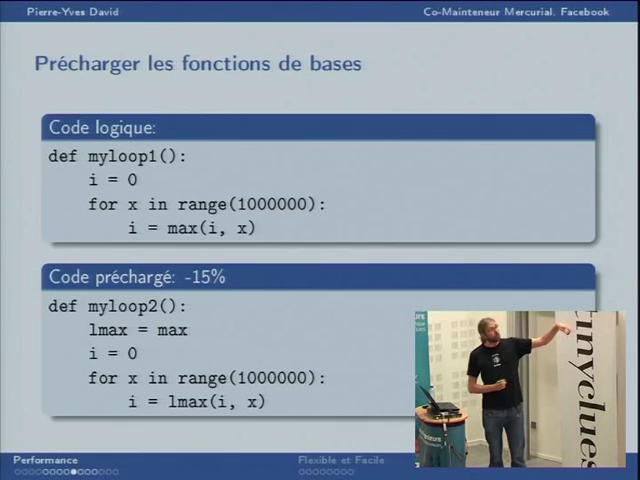 Pierre-Yves David
Co-Mainteneur Mercurial. Facebook
Précharger les fonctions de bases
Code logique:
def myloop1():
i = 0
for x in range(1000000):
i = max(i, x)
Code préchargé: -15%
def myloop2():
lmax = max
i = 0
for x in range(1000000):
i = lmax(i, x)
tinyclues
Performance
Flexible et Facile